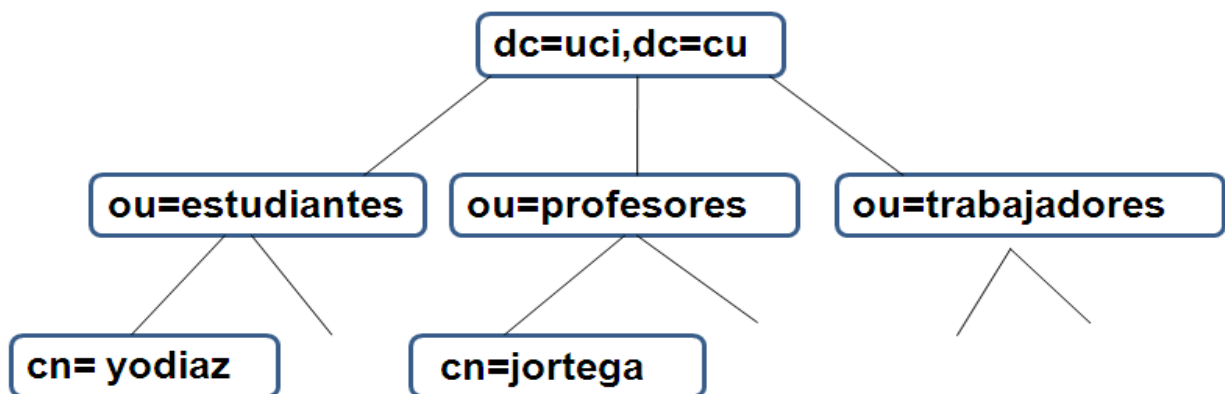 dc=uci,dc=cu
ou=estudiantes
ou=profesores
ou=trabajadores
cn= yodiaz
cn=jortega